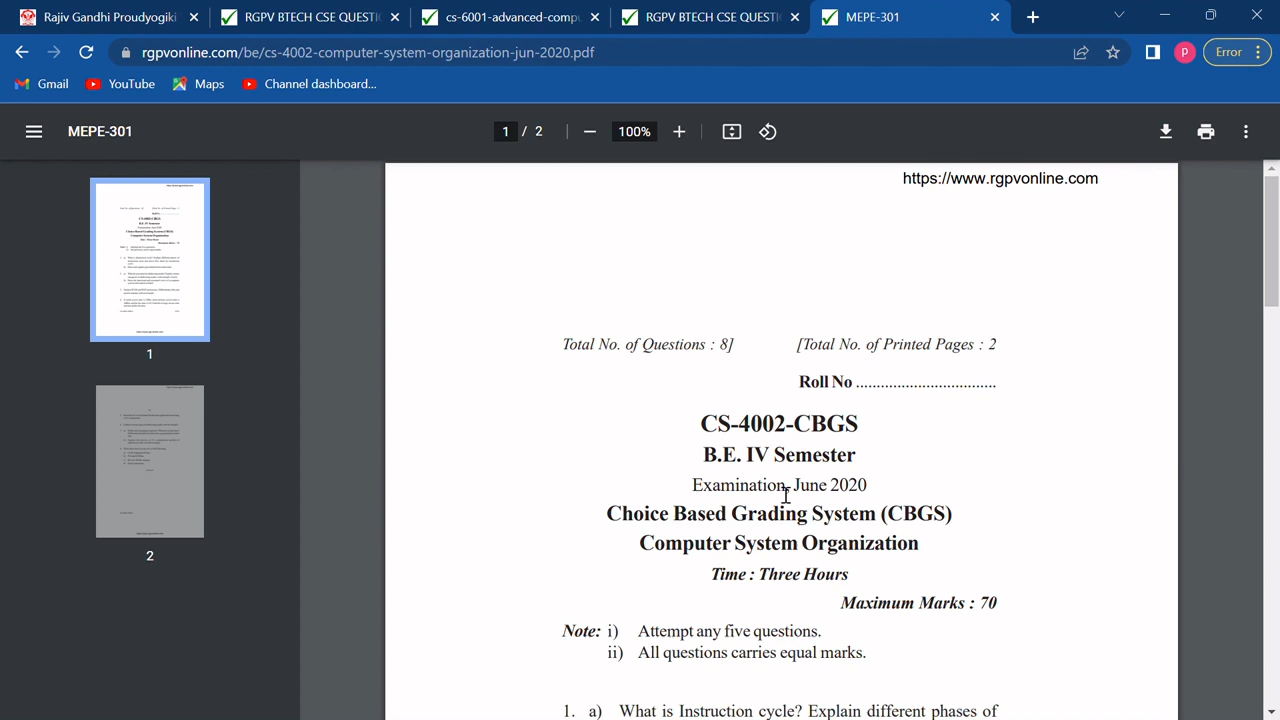 Rajiv Gandhi Proudyogiki
RGPV BTECH CSE QUESTI
cs-6001-advanced-compu
RGPV BTECH CSE QUESTI
MEPE-301
rgpvonline.com/be/cs-4002-computer-system-organization-jun-2020.pdf
P
Error
Gmail
YouTube
Maps
Channel dashboard...
MEPE-301
1 / 2
100%
https://www.rgpvonline.com
Total No. of Questions : 8] [Total No. of Printed Pages : 2
Roll No ..................................
CS-4002-CBGS
B.E. IV Semester
Examination, June 2020
Choice Based Grading System (CBGS)
Computer System Organization
Time : Three Hours
Maximum Marks : 70
Note: i) Attempt any five questions.
ii) All questions carries equal marks.
1. a) What is Instruction cycle? Explain different phases of
1
2